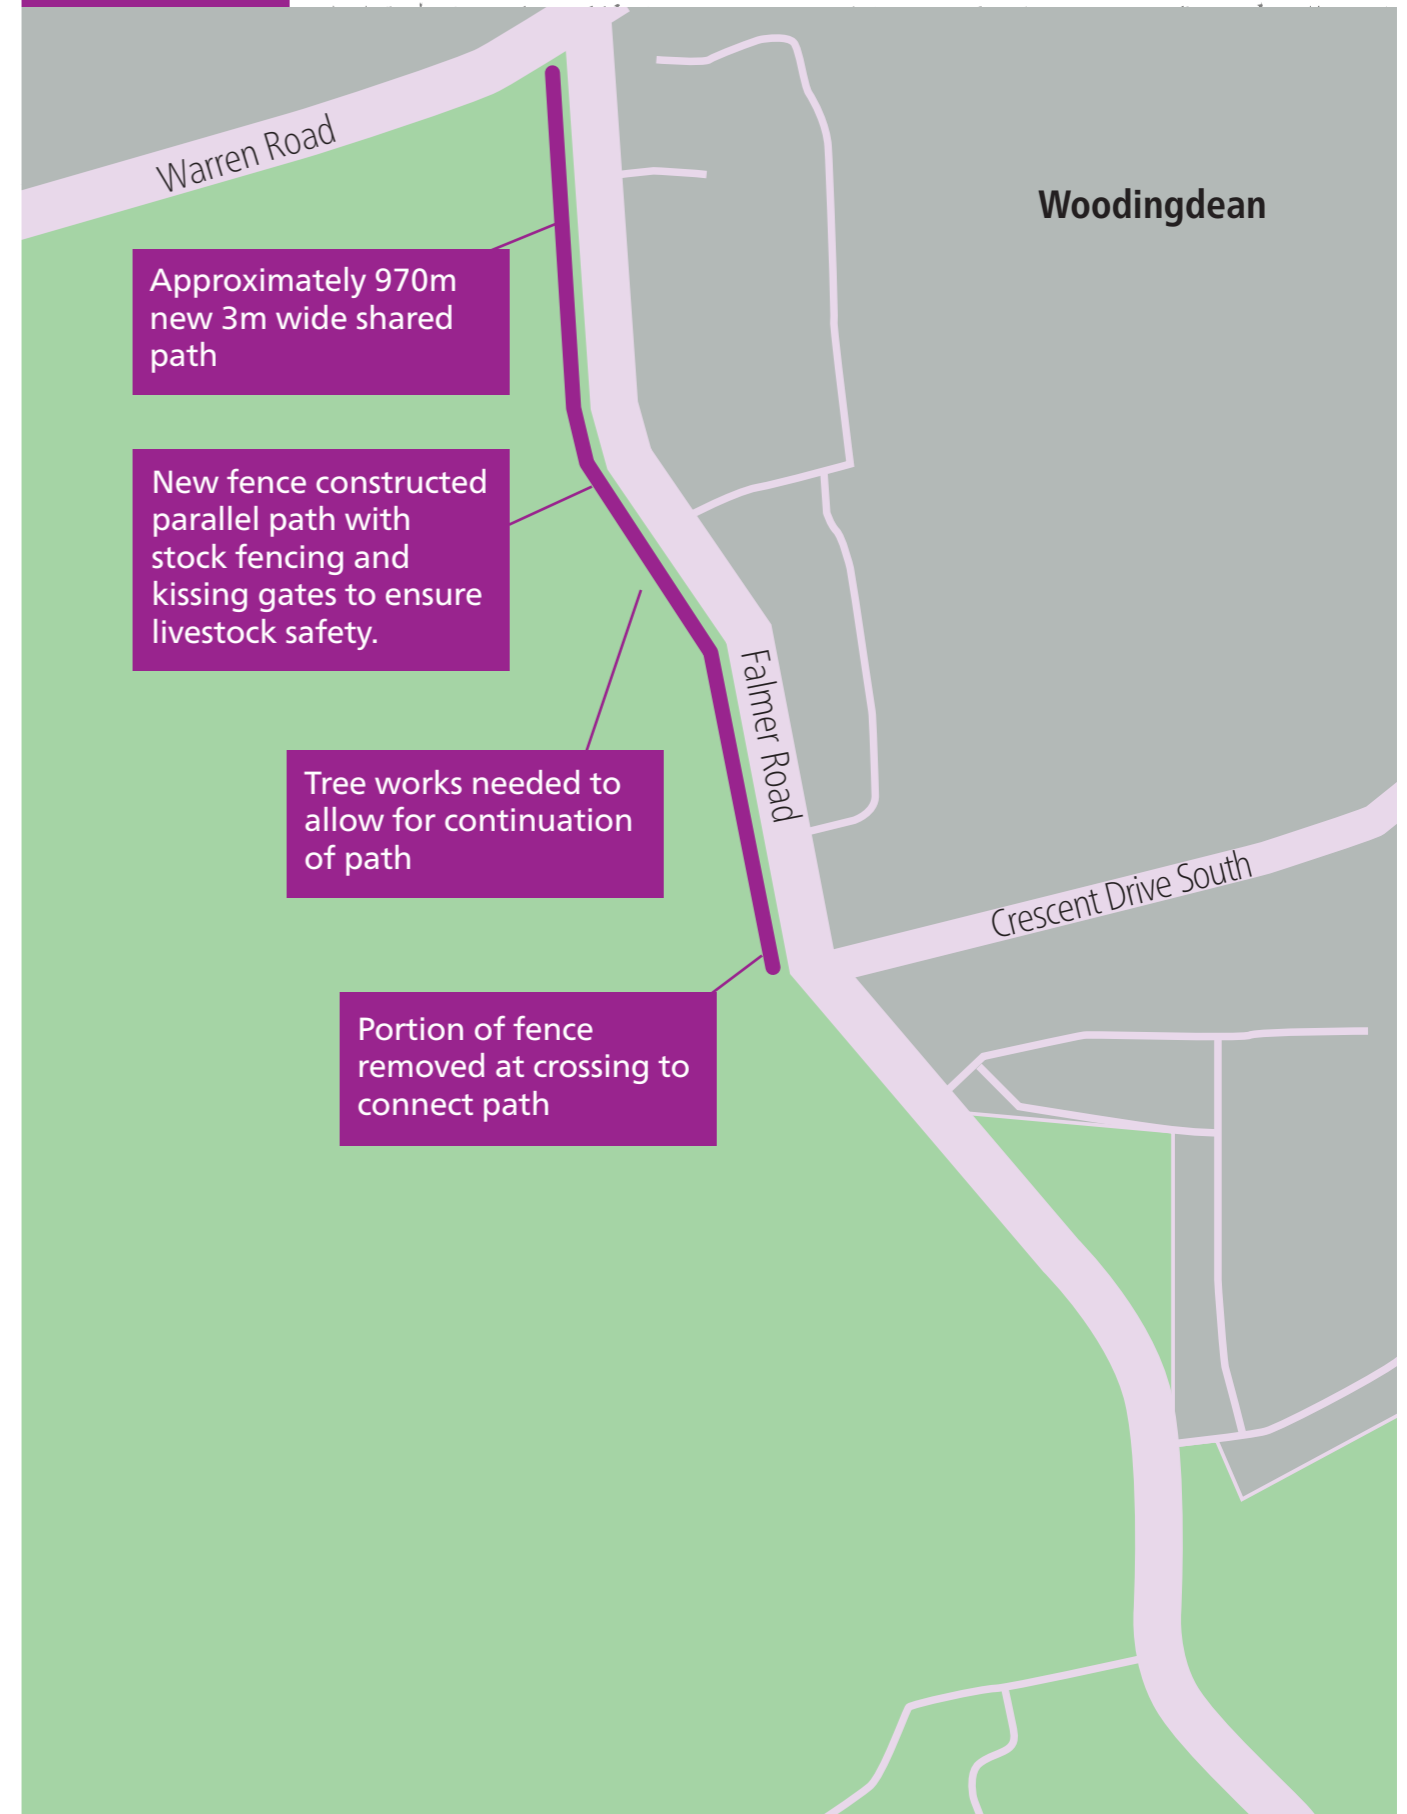 Warren Road
Woodingdean
Approximately 970m
new 3m wide shared
path
New fence constructed
parallel path with
stock fencing and
kissing gates to ensure
livestock safety.
Falmer Road
Tree works needed to
allow for continuation
of path
Crescent Drive South
Portion of fence
removed at crossing to
connect path